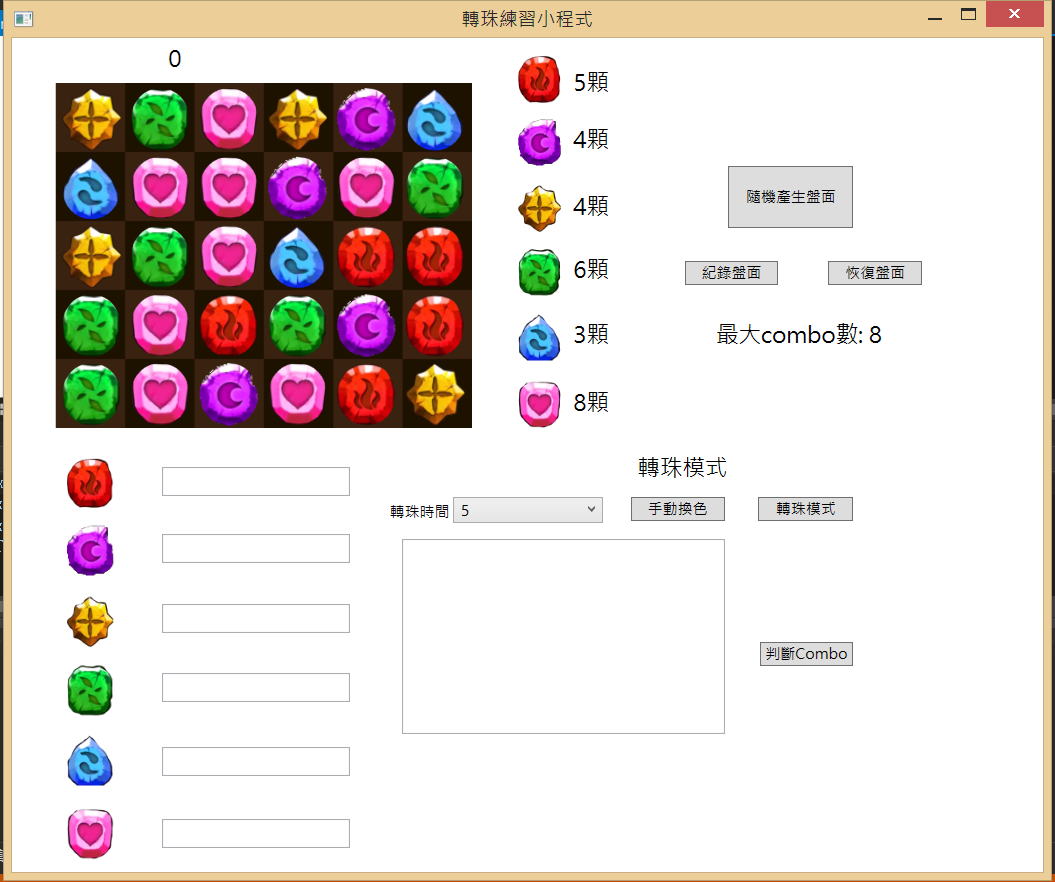 轉珠練習小程式
0
5顆
4顆
4顆
6顆
3顆
8顆
隨機產生盤面
紀錄盤面
恢復盤面
最大combo數: 8
轉珠模式
轉珠時間
5
手動換色
轉珠模式
判斷Combo